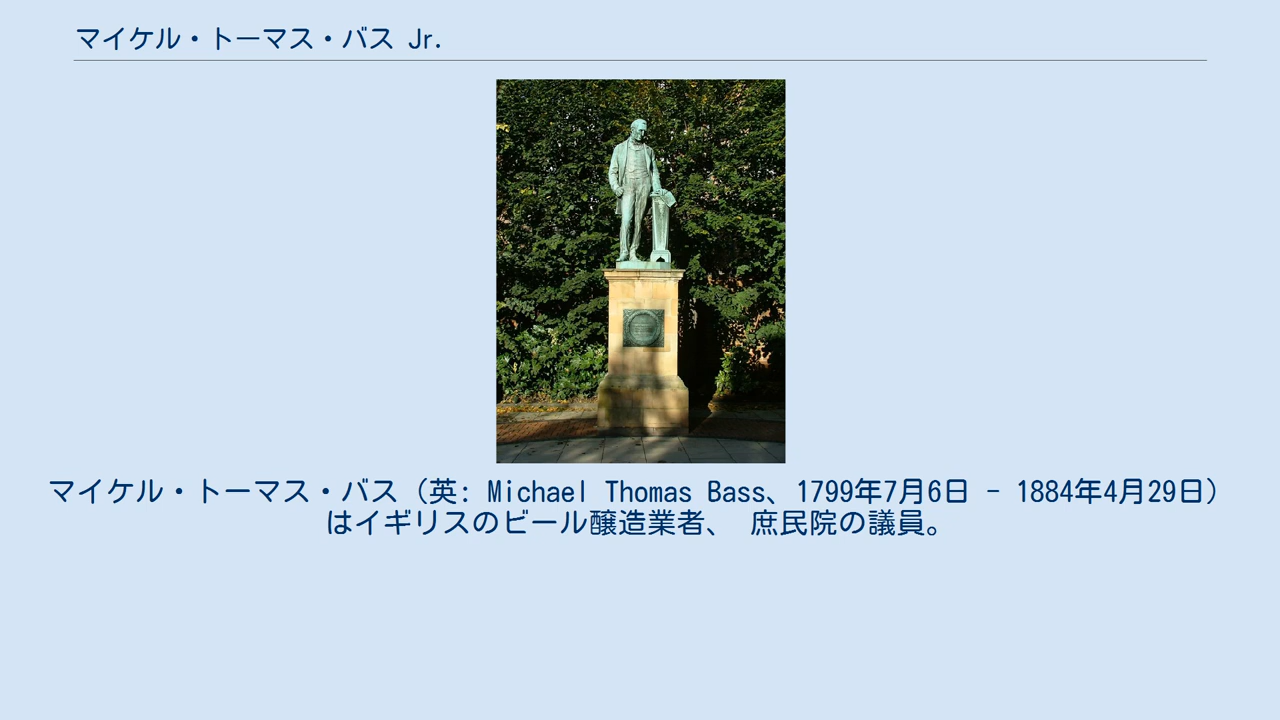 マイケル・トーマス・バス Jr.
マイケル・トーマス・バス（英: Michael Thomas Bass、1799年7月6日 - 1884年4月29日）
はイギリスのビール醸造業者、 庶民院の議員。